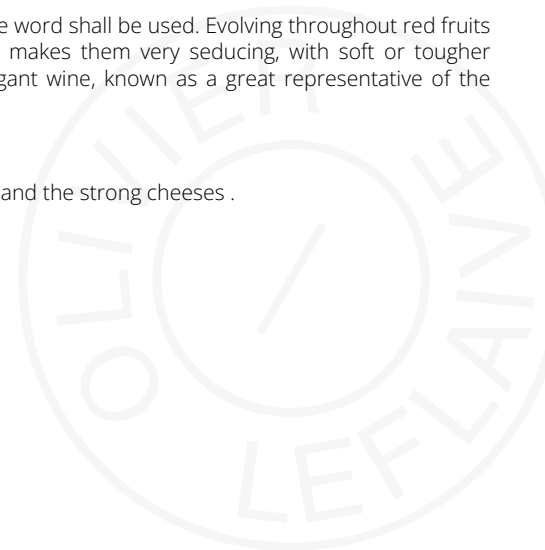 e word shall be used. Evolving throughout red fruits
makes them very seducing, with soft or tougher
gant wine, known as a great representative of the
and the strong cheeses .
OLIVIER
LEFLAIVE